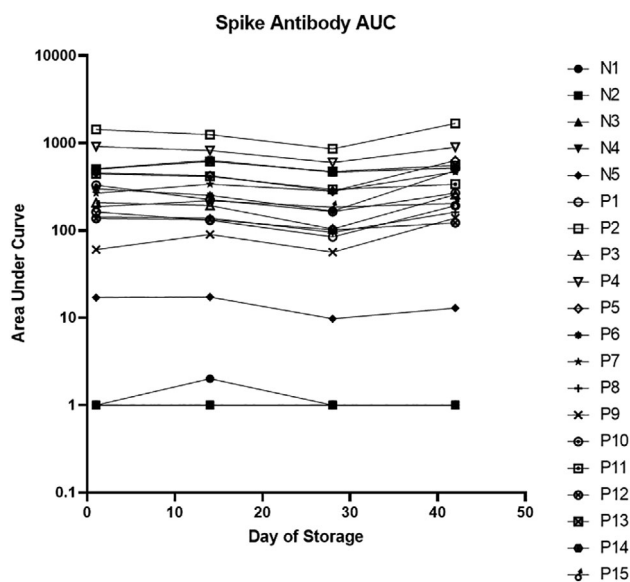 Spike Antibody AUC
10000
1000
100
10
1
0.1
Area Under Curve
0
10
20
30
40
50
Day of Storage
N1
N2
N3
N4
N5
P1
P2
P3
P4
P5
P6
P7
P8
P9
P10
P11
P12
P13
P14
P15